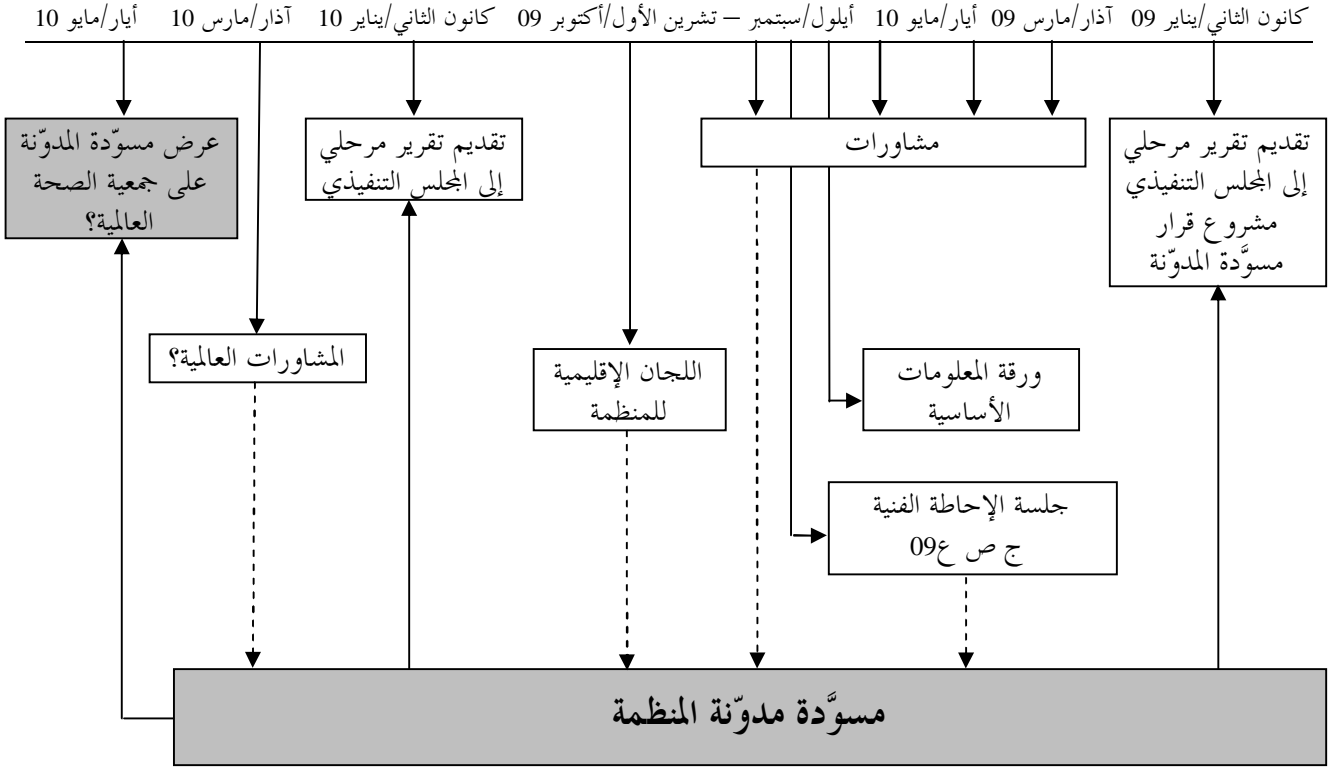 كانون الثاني/يناير 09 آذار/مارس 09 أيار/مايو 10 أيلول/سبتمبر – تشرين الأول/أكتوبر 09 كانون الثاني/يناير 10 آذار/مارس 10 أيار/مايو 10
تقديم تقرير مرحلي
إلى المجلس التنفيذي
مشروع قرار
مسوَّدة المدوّنة
مشاورات
تقديم تقرير مرحلي
إلى المجلس التنفيذي
عرض مسوّدة المدوّنة
على جمعية الصحة
العالمية؟
ورقة المعلومات
الأساسية
اللجان الإقليمية
للمنظمة
المشاورات العالمية؟
جلسة الإحاطة الفنية
ج ص ع09
مسوَّدة مدوّنة المنظمة